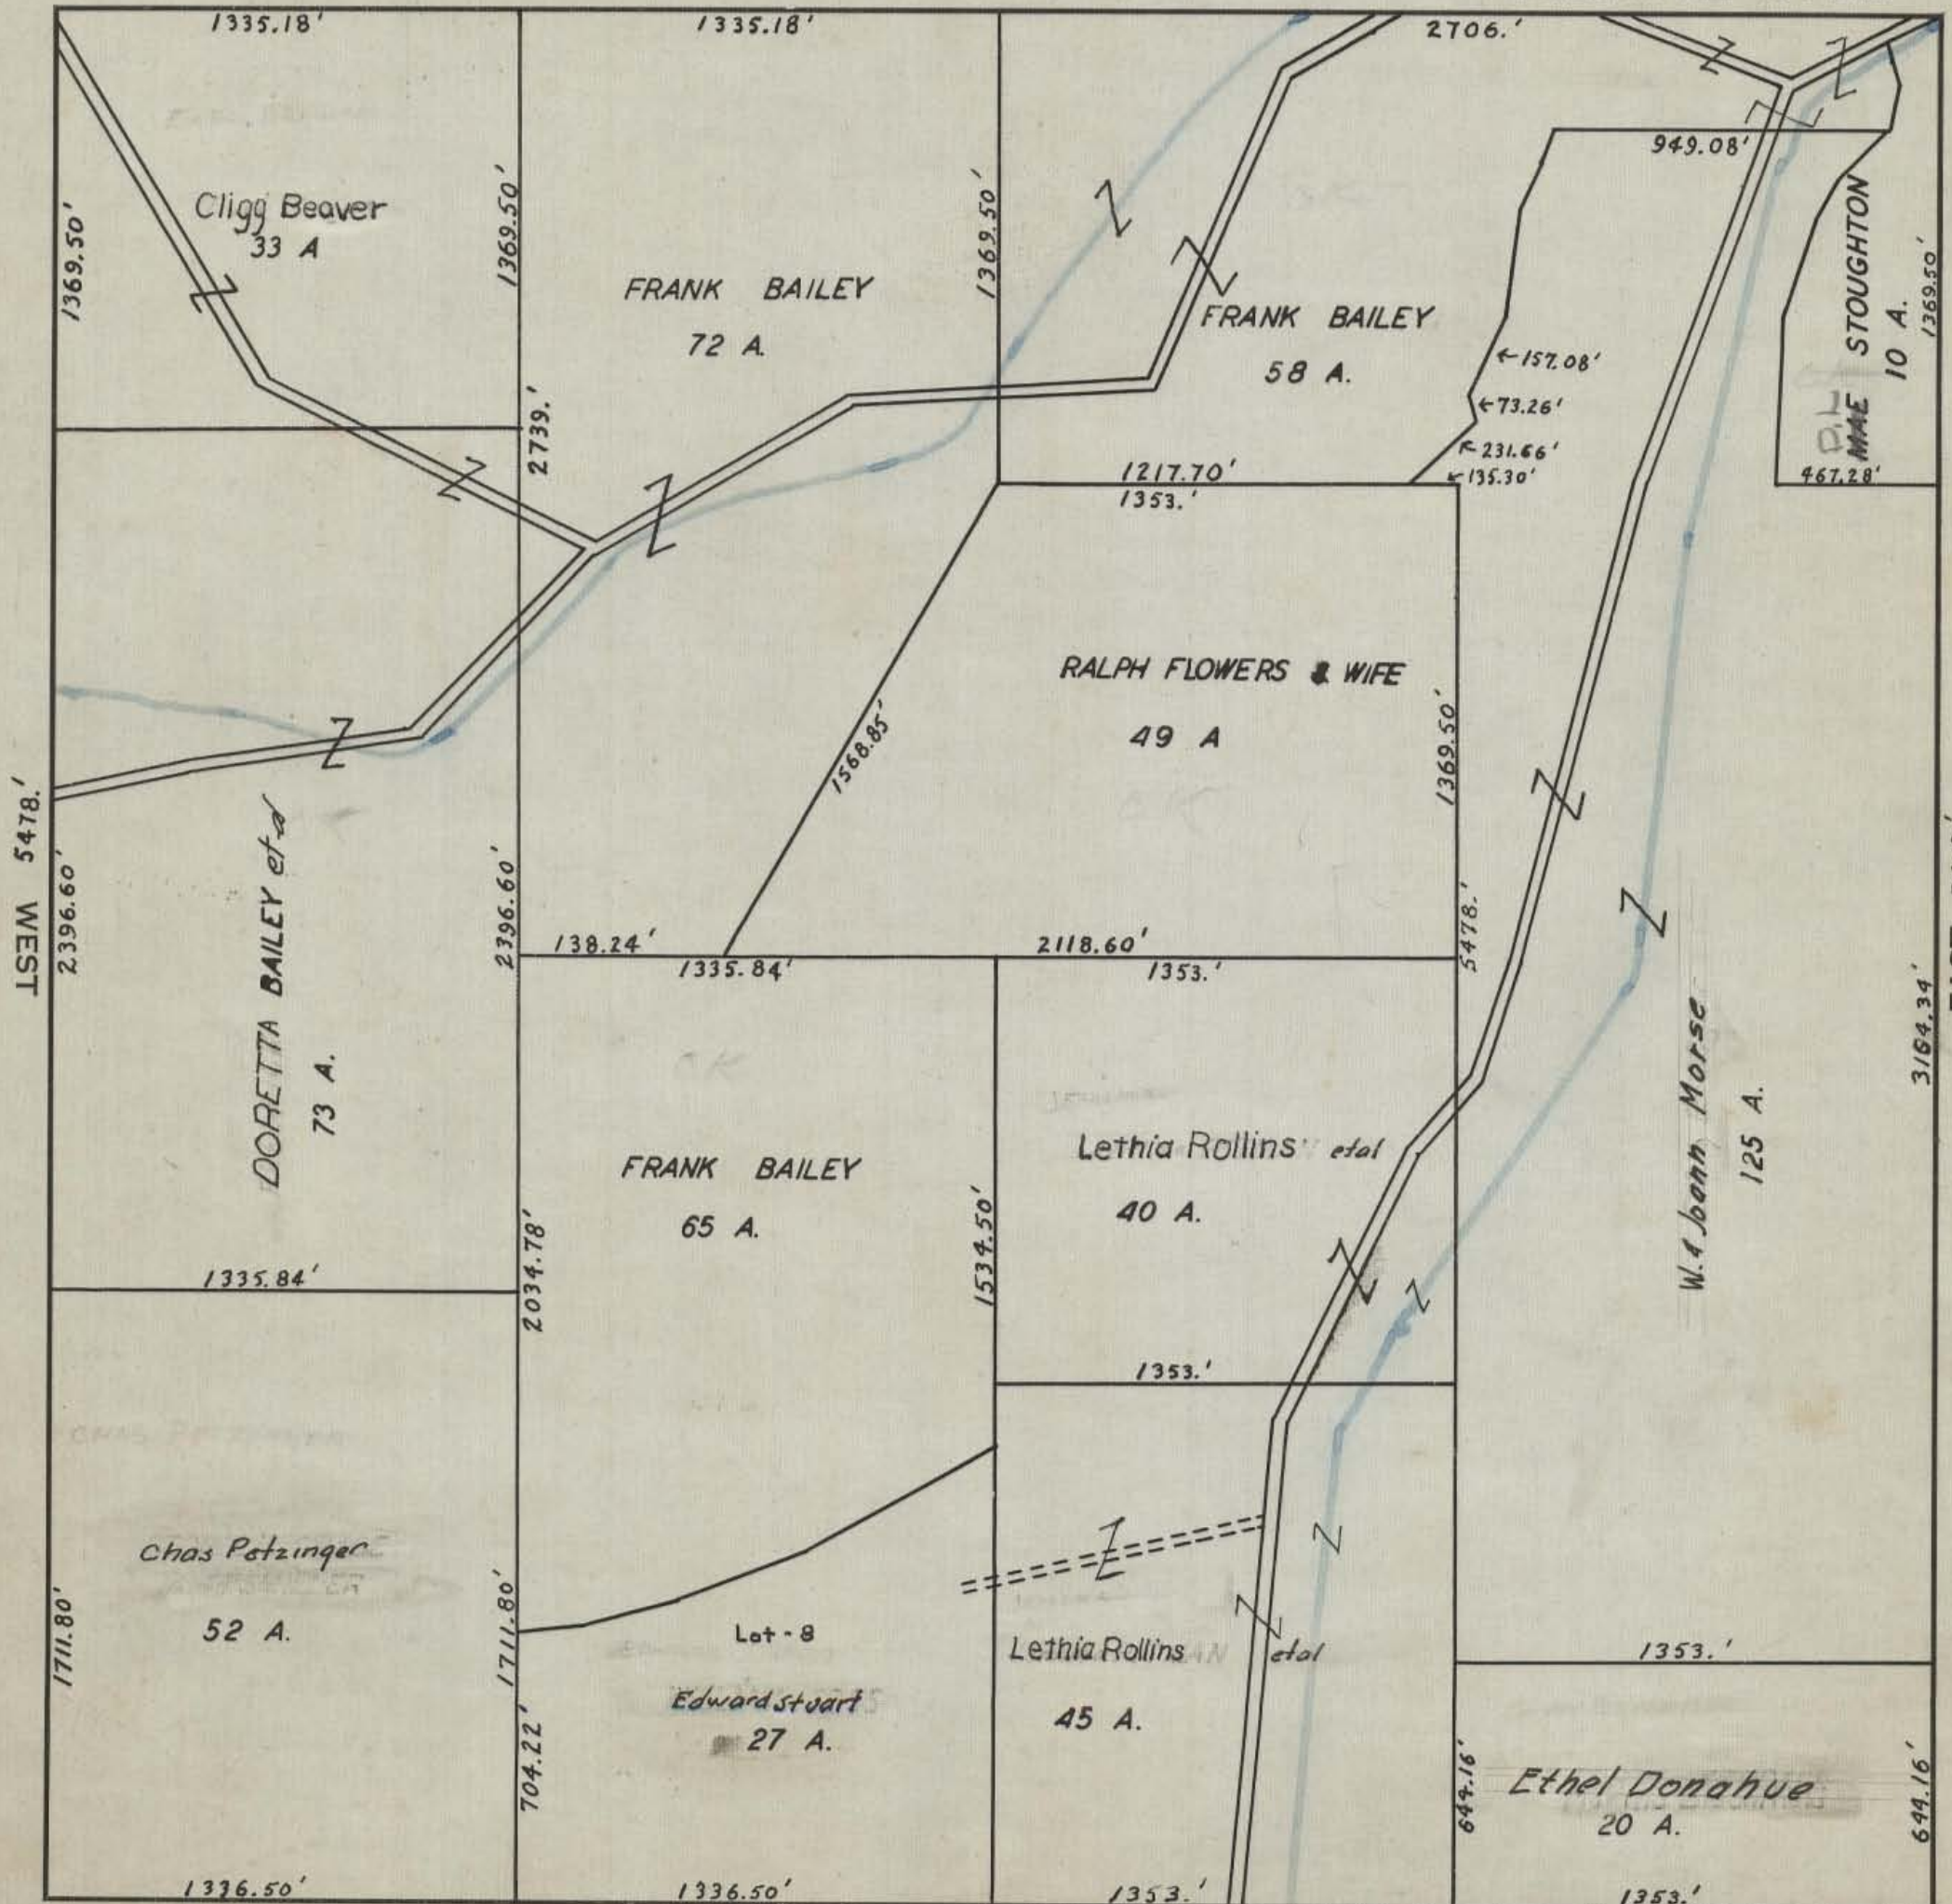 1335.18'
1335.18'
2706.'
949.08'
Cligg Beaver
33 A
1369.50'
1369.50'
1369.50'
FRANK BAILEY
72 A.
FRANK BAILEY
58 A.
MAE STOUGHTON
10 A.
1369.50'
←157.08'
←73.26'
231.66'
135.30'
2739.'
1217.70'
1353.'
467.28'
RALPH FLOWERS & WIFE
49 A
1568.85'
1369.50'
WEST 5478.'
2396.60'
DORETTA BAILEY et al
73 A.
2396.60'
138.24'
2118.60'
1335.84'
1353.'
5478.'
W. & Joann Morse
125 A.
3164.34'
FRANK BAILEY
65 A.
Lethia Rollins etal
40 A.
2034.78'
1534.50'
1335.84'
1353.'
Chas Potzinger
52 A.
1711.80'
1711.80'
Lot - 8
Edward Stuart
27 A.
704.22'
Lethia Rollins etal
45 A.
1353.'
Ethel Donahue
20 A.
644.16'
644.16'
1336.50'
1336.50'
1353.'
1353.'